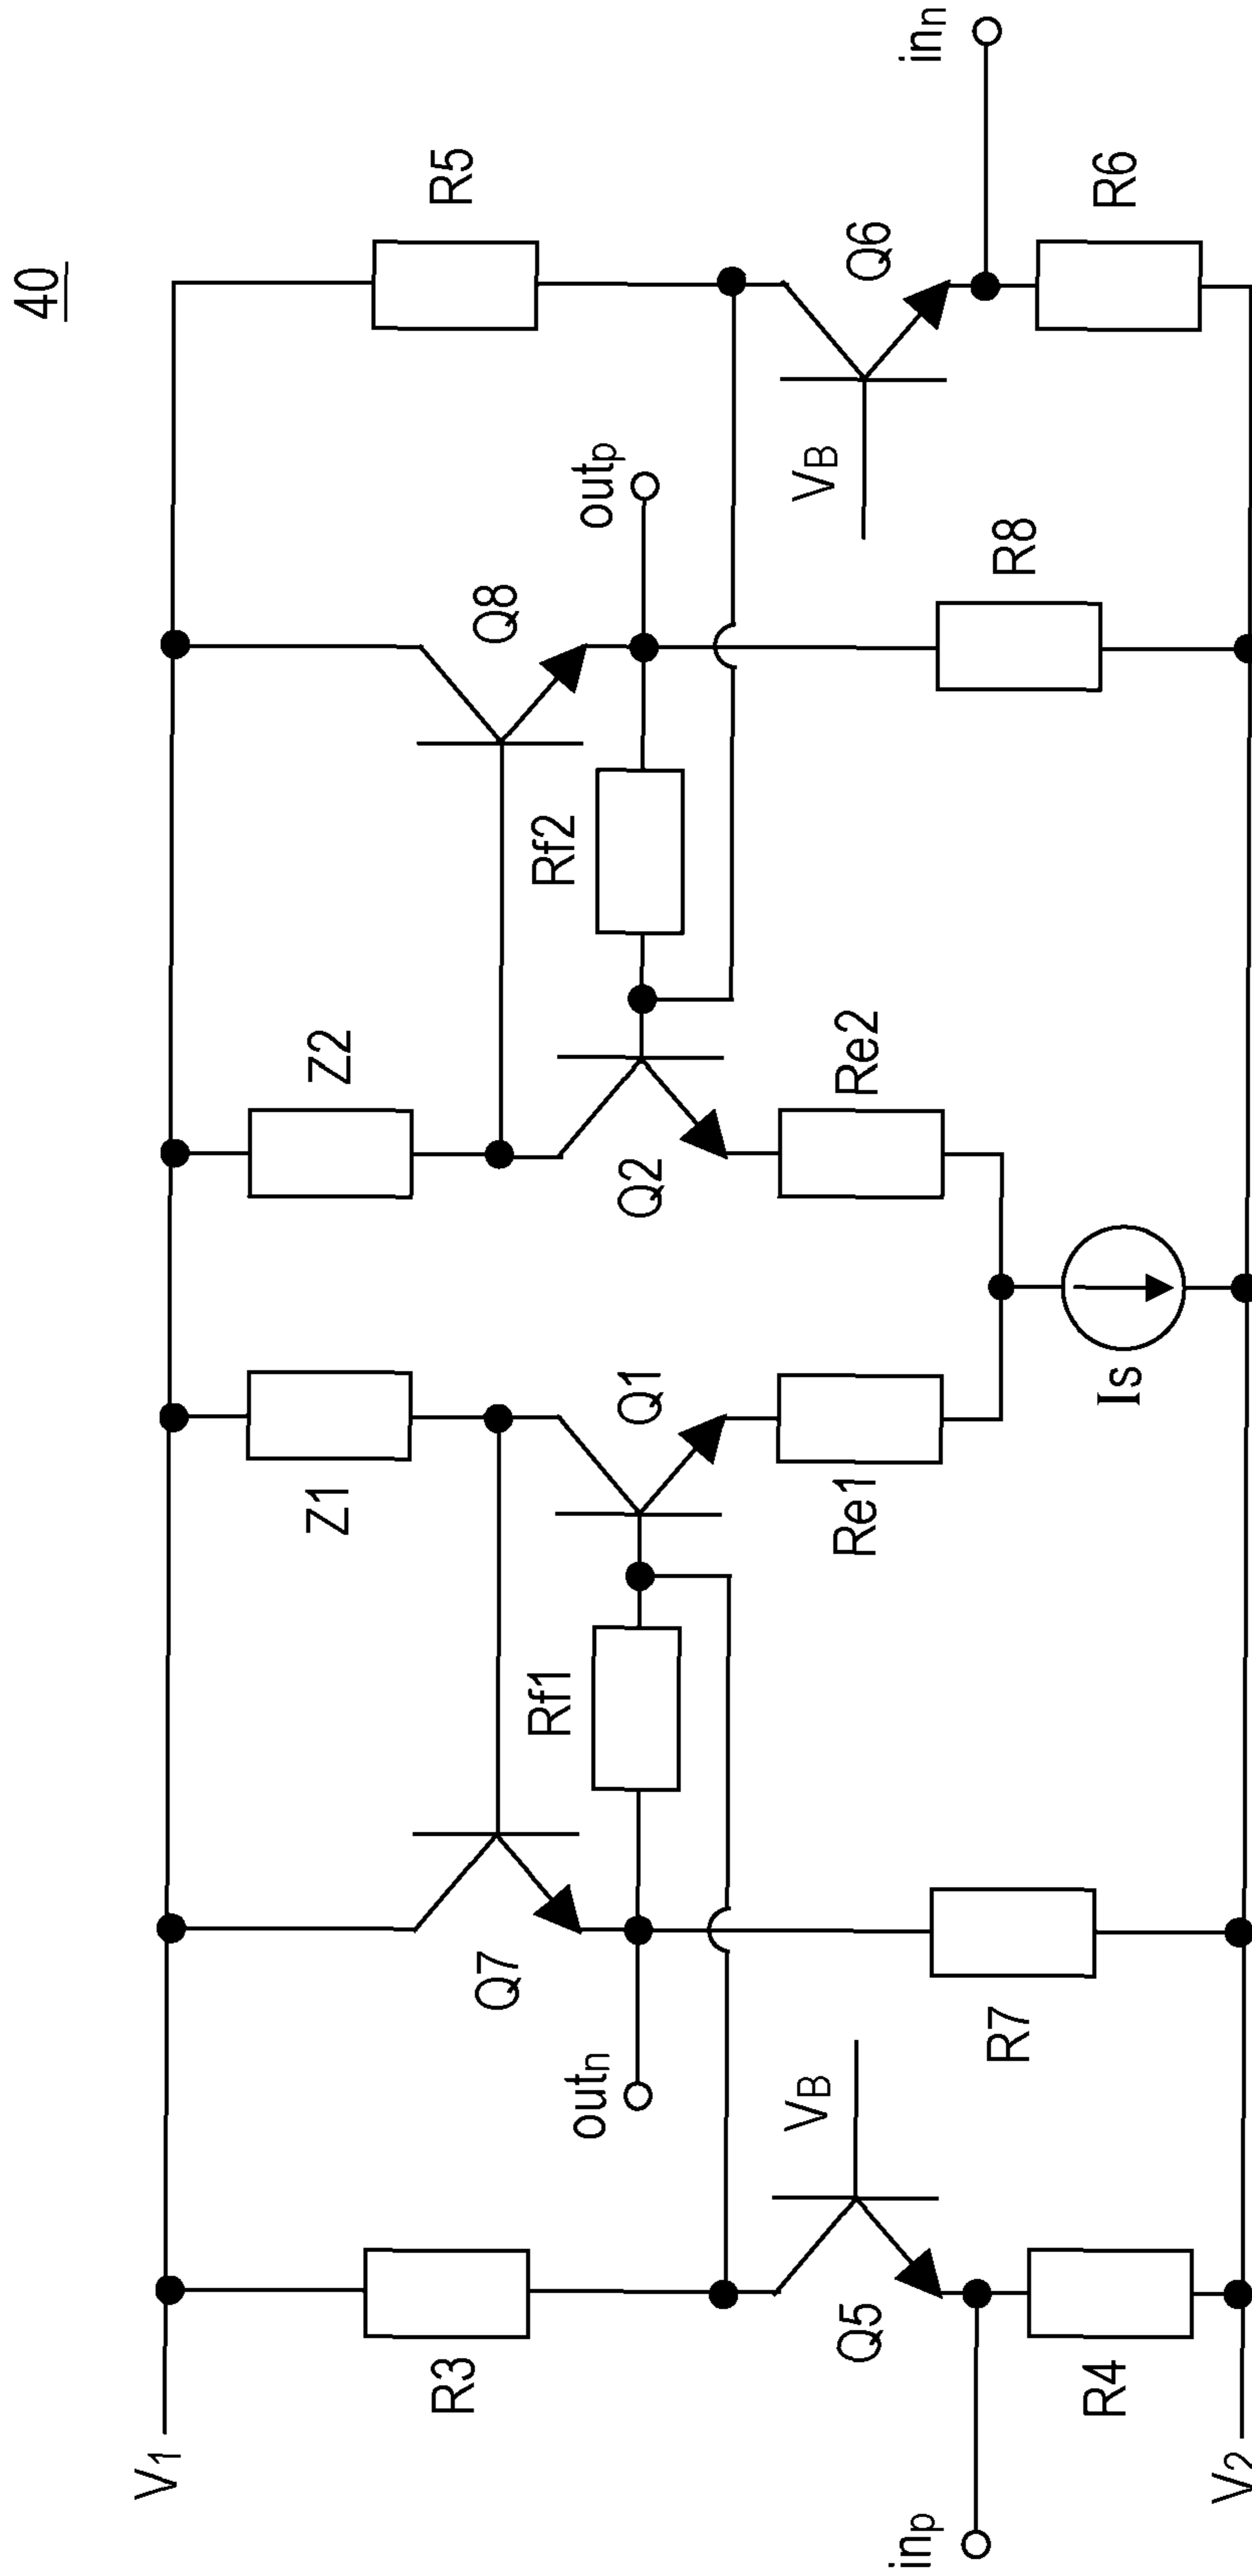 40
V1
R3
Z1
Z2
R5
Q7
Q8
outn
Rf1
Q1
Q2
Rf2
outp
VB
VB
Q5
Q6
Re1
Re2
inp
inn
R4
R7
Is
R8
R6
V2